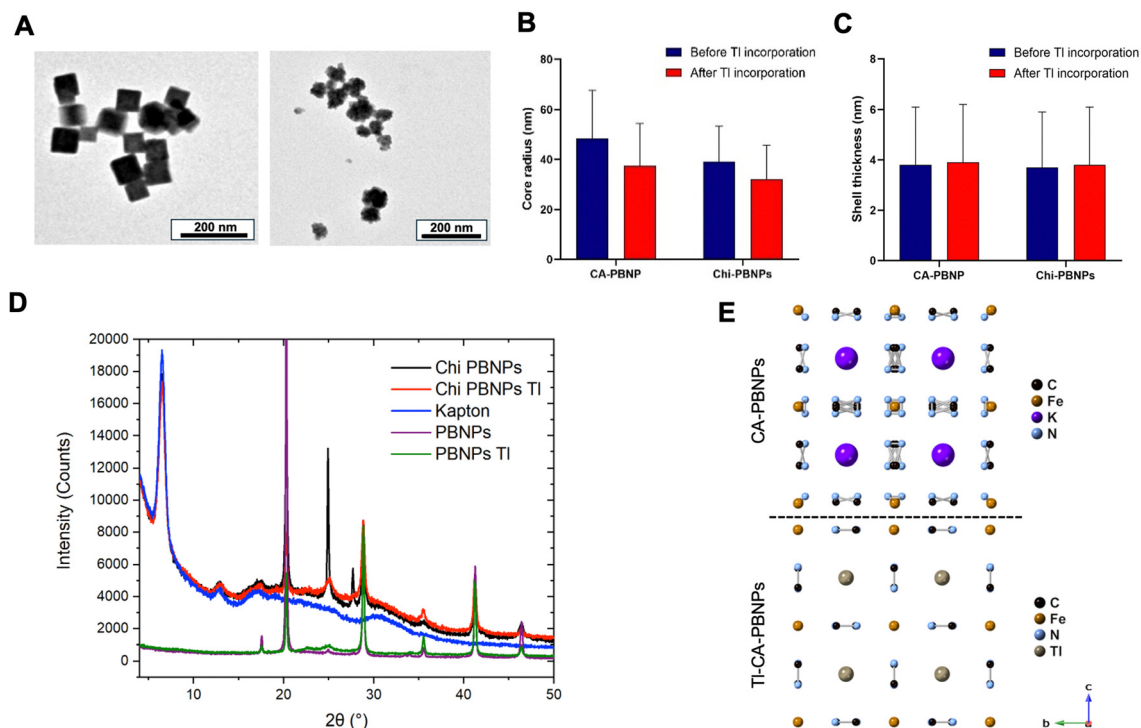 A
200 nm
200 nm
B
Before Tl incorporation
After Tl incorporation
Core radius (nm)
80
60
40
20
0
CA-PBNP
Chi-PBNPs
C
Before Tl incorporation
After Tl incorporation
Shell thickness (nm)
8
6
4
2
0
CA-PBNP
Chi-PBNPs
D
Intensity (Counts)
20000
18000
16000
14000
12000
10000
8000
6000
4000
2000
0
Chi PBNPs
Chi PBNPs Tl
Kapton
PBNPs
PBNPs Tl
10
20
30
40
50
2θ (°)
E
CA-PBNPs
C
Fe
K
N
Tl-CA-PBNPs
C
Fe
N
Tl
c
b